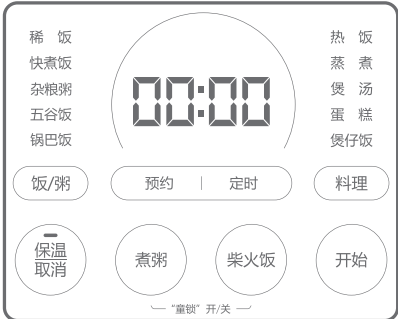 稀 饭
快煮饭
杂粮粥
五谷饭
锅巴饭
00:00
热 饭
蒸 煮
煲 汤
蛋 糕
煲仔饭
饭/粥
预约 | 定时
料理
保温
取消
煮粥
柴火饭
开始
“童锁” 开/关